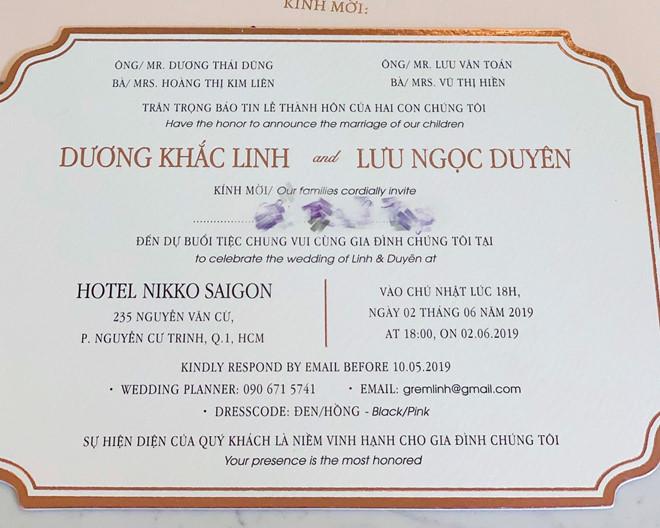 KÍNH MỜI:
ÔNG/ MR. DƯƠNG THÁI DŨNG
BÀ/ MRS. HOÀNG THỊ KIM LIÊN
ÔNG/ MR. LƯU VĂN TOÁN
BÀ/ MRS. VŨ THỊ HIỀN
TRÂN TRỌNG BÁO TIN LỄ THÀNH HÔN CỦA HAI CON CHÚNG TÔI
Have the honor to announce the marriage of our children
DƯƠNG KHẮC LINH and LƯU NGỌC DUYÊN
KÍNH MỜI/ Our families cordially invite
ĐẾN DỰ BUỔI TIỆC CHUNG VUI CÙNG GIA ĐÌNH CHÚNG TÔI TẠI
to celebrate the wedding of Linh & Duyên at
HOTEL NIKKO SAIGON
235 NGUYỄN VĂN CỪ,
P. NGUYỄN CƯ TRINH, Q.1, HCM
VÀO CHỦ NHẬT LÚC 18H,
NGÀY 02 THÁNG 06 NĂM 2019
AT 18:00, ON 02.06.2019
KINDLY RESPOND BY EMAIL BEFORE 10.05.2019
• WEDDING PLANNER: 090 671 5741 • EMAIL: gremlinh@gmail.com
• DRESSCODE: ĐEN/HỒNG - Black/Pink
SỰ HIỆN DIỆN CỦA QUÝ KHÁCH LÀ NIỀM VINH HẠNH CHO GIA ĐÌNH CHÚNG TÔI
Your presence is the most honored